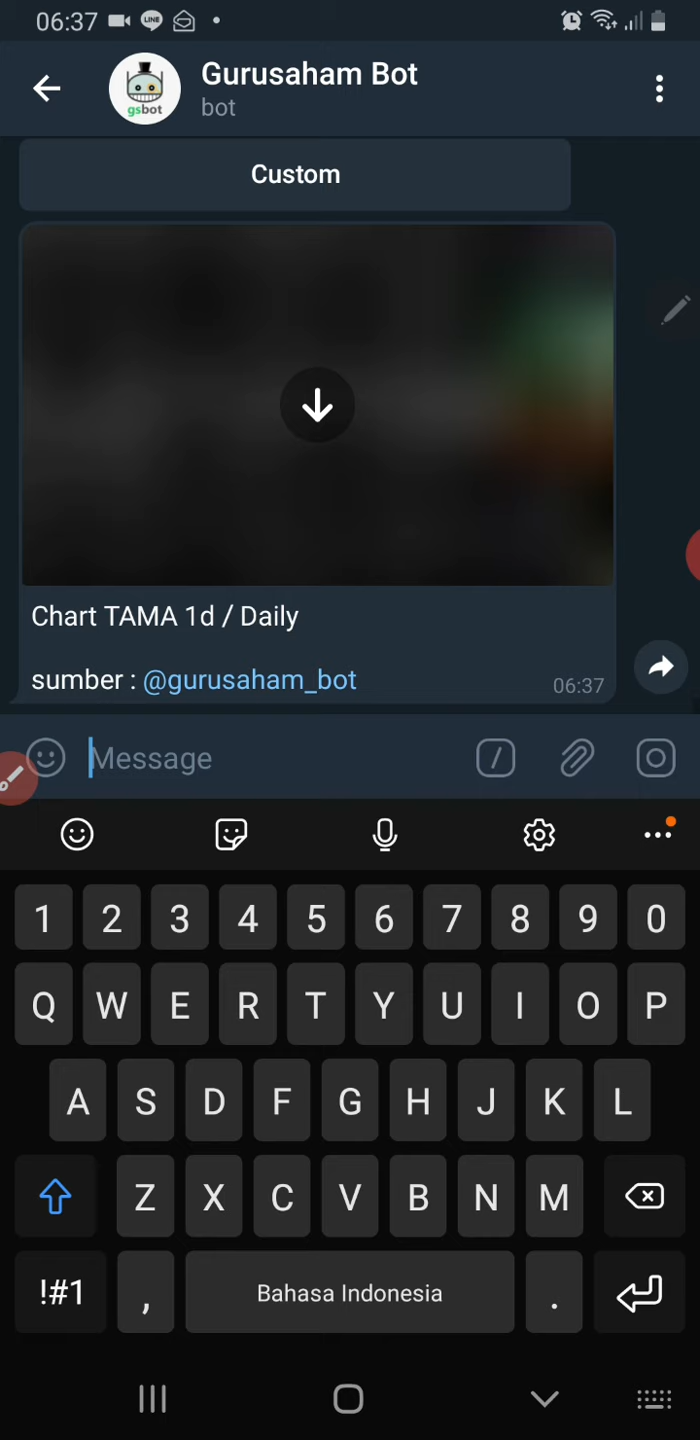 06:37
LINE
Gurusaham Bot
bot
gsbot
Custom
Chart TAMA 1d / Daily
sumber : @gurusaham_bot
06:37
Message
1 2 3 4 5 6 7 8 9 0
Q W E R T Y U I O P
A S D F G H J K L
Z X C V B N M
!#1 , Bahasa Indonesia .